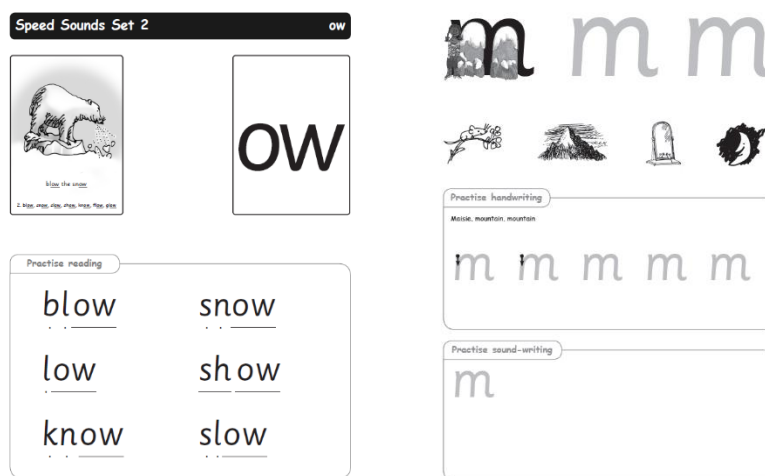 Speed Sounds Set 2 ow
ow
blow the snow
2. blow, snow, slow, show, know, flow, glow
Practise reading
blow snow
low show
know slow
m m m
Practise handwriting
Maisie, mountain, mountain
m m m m m
Practise sound-writing
m